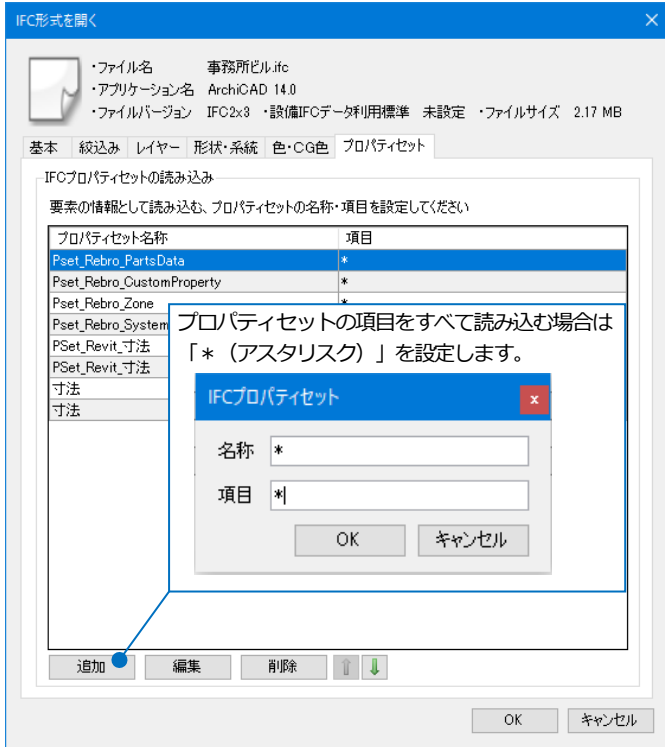 IFC形式を開く
・ファイル名 事務所ビル.ifc
・アプリケーション名 ArchiCAD 14.0
・ファイルバージョン IFC2x3 ・設備IFCデータ利用標準 未設定 ・ファイルサイズ 2.17 MB
基本 絞込み レイヤー 形状・系統 色・CG色 プロパティセット
IFCプロパティセットの読み込み
要素の情報として読み込む、プロパティセットの名称・項目を設定してください
プロパティセット名称 項目
Pset_Rebro_PartsData *
Pset_Rebro_CustomProperty *
Pset_Rebro_Zone
Pset_Rebro_System
PSet_Revit_寸法
PSet_Revit_寸法
寸法
寸法
プロパティセットの項目をすべて読み込む場合は
「*（アスタリスク）」を設定します。
IFCプロパティセット x
名称 *
項目 *
OK キャンセル
追加 編集 削除
OK キャンセル